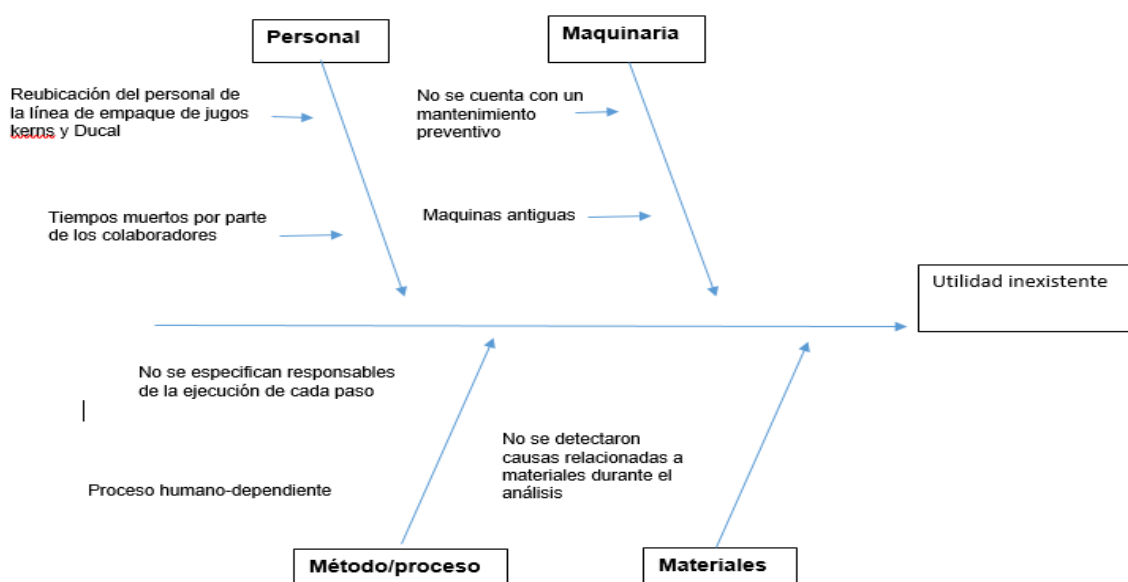 Personal
Maquinaria
Reubicación del personal de
la línea de empaque de jugos
kerns y Ducal
No se cuenta con un
mantenimiento
preventivo
Tiempos muertos por parte
de los colaboradores
Maquinas antiguas
Utilidad inexistente
No se especifican responsables
de la ejecución de cada paso
No se detectaron
causas relacionadas a
materiales durante el
análisis
Proceso humano-dependiente
Método/proceso
Materiales